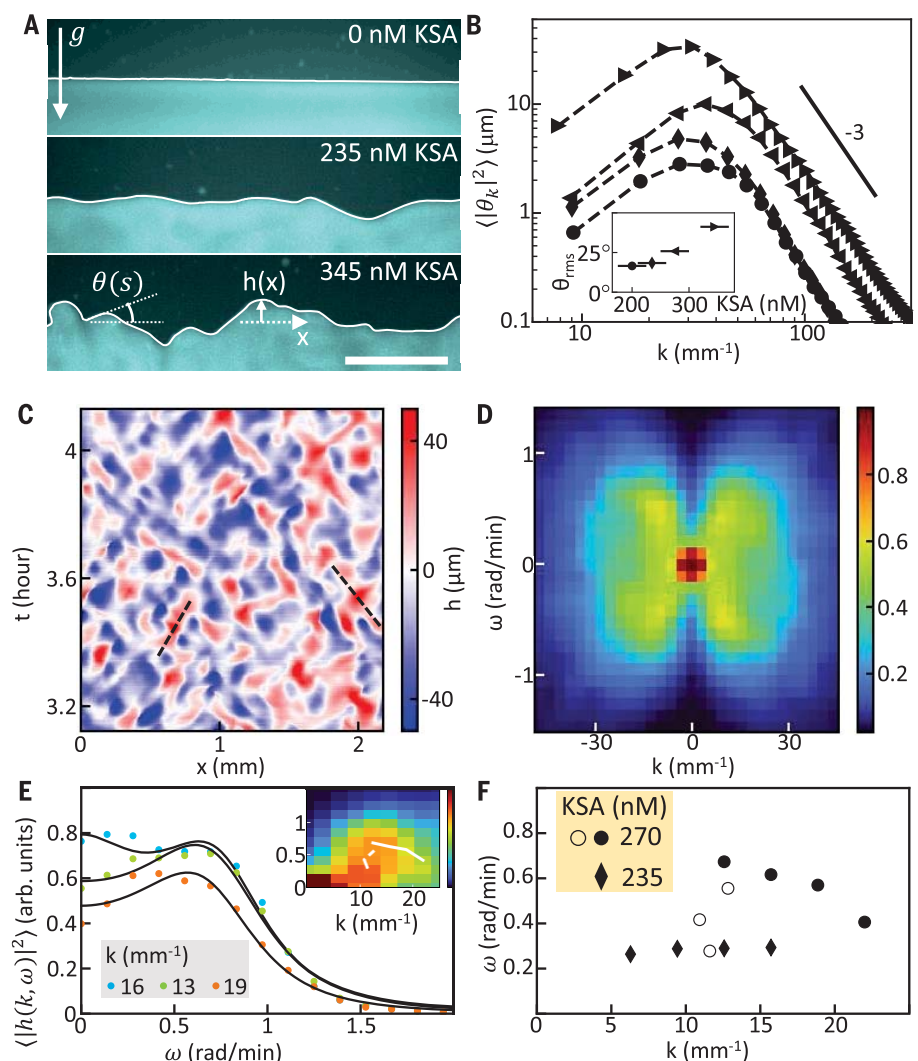 A
g
0 nM KSA
235 nM KSA
345 nM KSA
θ(s)
h(x)
x
B
⟨|θk|²⟩ (μm)
10
1
0.1
-3
θrms
25°
0°
200
300
KSA (nM)
10
100
k (mm⁻¹)
C
t (hour)
4
3.6
3.2
0
1
2
x (mm)
40
0
-40
h (μm)
D
ω (rad/min)
1
0
-1
-30
0
30
k (mm⁻¹)
0.8
0.6
0.4
0.2
E
⟨|h(k, ω)|²⟩ (arb. units)
0.8
0.6
0.4
0.2
0
k (mm⁻¹)
16
13
19
0
0.5
1
1.5
ω (rad/min)
1
0.5
0
10
20
k (mm⁻¹)
F
KSA (nM)
270
235
ω (rad/min)
0.8
0.6
0.4
0.2
0
5
10
15
20
25
k (mm⁻¹)